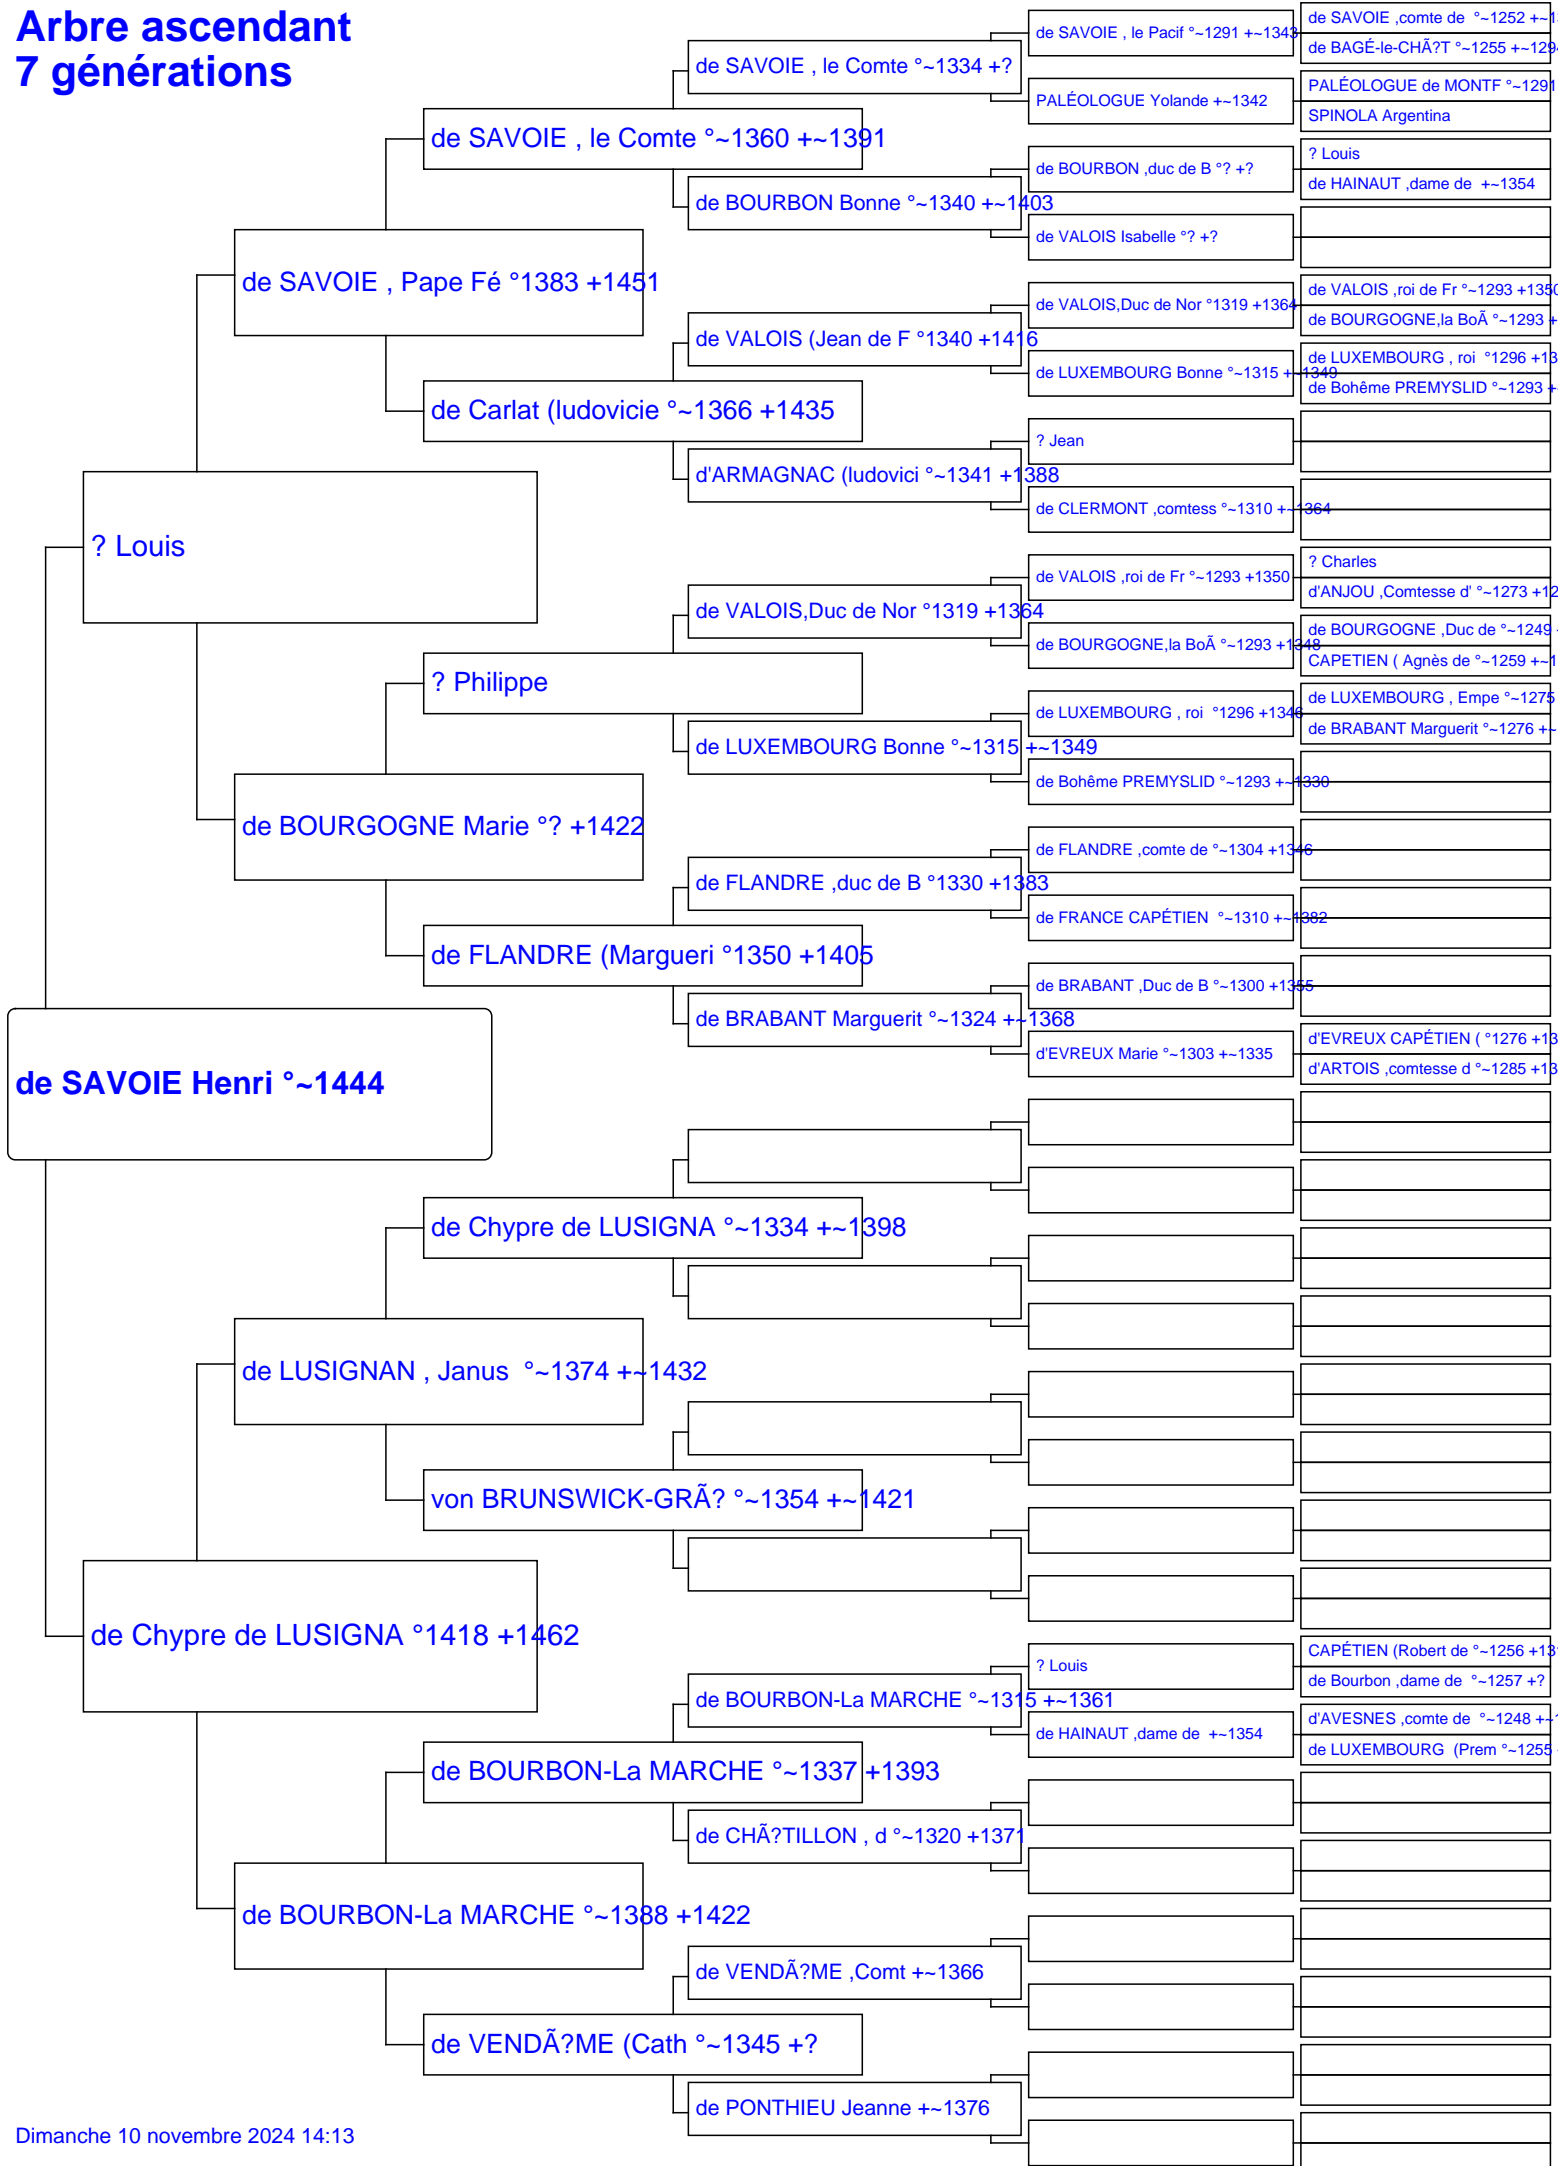 Arbre ascendant
7 générations
de SAVOIE Henri °~1444
? Louis
de Chypre de LUSIGNA °1418 +1462
de SAVOIE , Pape Fé °1383 +1451
de BOURGOGNE Marie °? +1422
de LUSIGNAN , Janus  °~1374 +~1432
de BOURBON-La MARCHE °~1388 +1422
de SAVOIE , le Comte °~1360 +~1391
de Carlat (ludovicie °~1366 +1435
? Philippe
de FLANDRE (Margueri °1350 +1405
de Chypre de LUSIGNA °~1334 +~1398
von BRUNSWICK-GRÃ? °~1354 +~1421
de BOURBON-La MARCHE °~1337 +1393
de VENDÃ?ME (Cath °~1345 +?
de SAVOIE , le Comte °~1334 +?
de BOURBON Bonne °~1340 +~1403
de VALOIS (Jean de F °1340 +1416
d'ARMAGNAC (ludovici °~1341 +1388
de VALOIS,Duc de Nor °1319 +1364
de LUXEMBOURG Bonne °~1315 +~1349
de FLANDRE ,duc de B °1330 +1383
de BRABANT Marguerit °~1324 +~1368
de BOURBON-La MARCHE °~1315 +~1361
de CHÃ?TILLON , d °~1320 +1371
de VENDÃ?ME ,Comt +~1366
de PONTHIEU Jeanne +~1376
de SAVOIE , le Pacif °~1291 +~1343
PALÉOLOGUE Yolande +~1342
de BOURBON ,duc de B °? +?
de VALOIS Isabelle °? +?
de VALOIS,Duc de Nor °1319 +1364
de LUXEMBOURG Bonne °~1315 +~1349
? Jean
de CLERMONT ,comtess °~1310 +~1364
de VALOIS ,roi de Fr °~1293 +1350
de BOURGOGNE,la BoÃ °~1293 +1348
de LUXEMBOURG , roi  °1296 +1346
de Bohême PREMYSLID °~1293 +~1330
de FLANDRE ,comte de °~1304 +1346
de FRANCE CAPÉTIEN  °~1310 +~1382
de BRABANT ,Duc de B °~1300 +1355
d'EVREUX Marie °~1303 +~1335
? Louis
de HAINAUT ,dame de  +~1354
de SAVOIE ,comte de  °~1252 +~1
de BAGÉ-le-CHÃ?T °~1255 +~129
PALÉOLOGUE de MONTF °~1291
SPINOLA Argentina
? Louis
de HAINAUT ,dame de  +~1354
de VALOIS ,roi de Fr °~1293 +1350
de BOURGOGNE,la BoÃ °~1293 +
de LUXEMBOURG , roi  °1296 +13
de Bohême PREMYSLID °~1293 +
? Charles
d'ANJOU ,Comtesse d' °~1273 +12
de BOURGOGNE ,Duc de °~1249
CAPETIEN ( Agnès de °~1259 +~1
de LUXEMBOURG , Empe °~1275
de BRABANT Marguerit °~1276 +~
d'EVREUX CAPÉTIEN ( °1276 +13
d'ARTOIS ,comtesse d °~1285 +13
CAPÉTIEN (Robert de °~1256 +13
de Bourbon ,dame de  °~1257 +?
d'AVESNES ,comte de  °~1248 +~1
de LUXEMBOURG  (Prem °~1255
Dimanche 10 novembre 2024 14:13